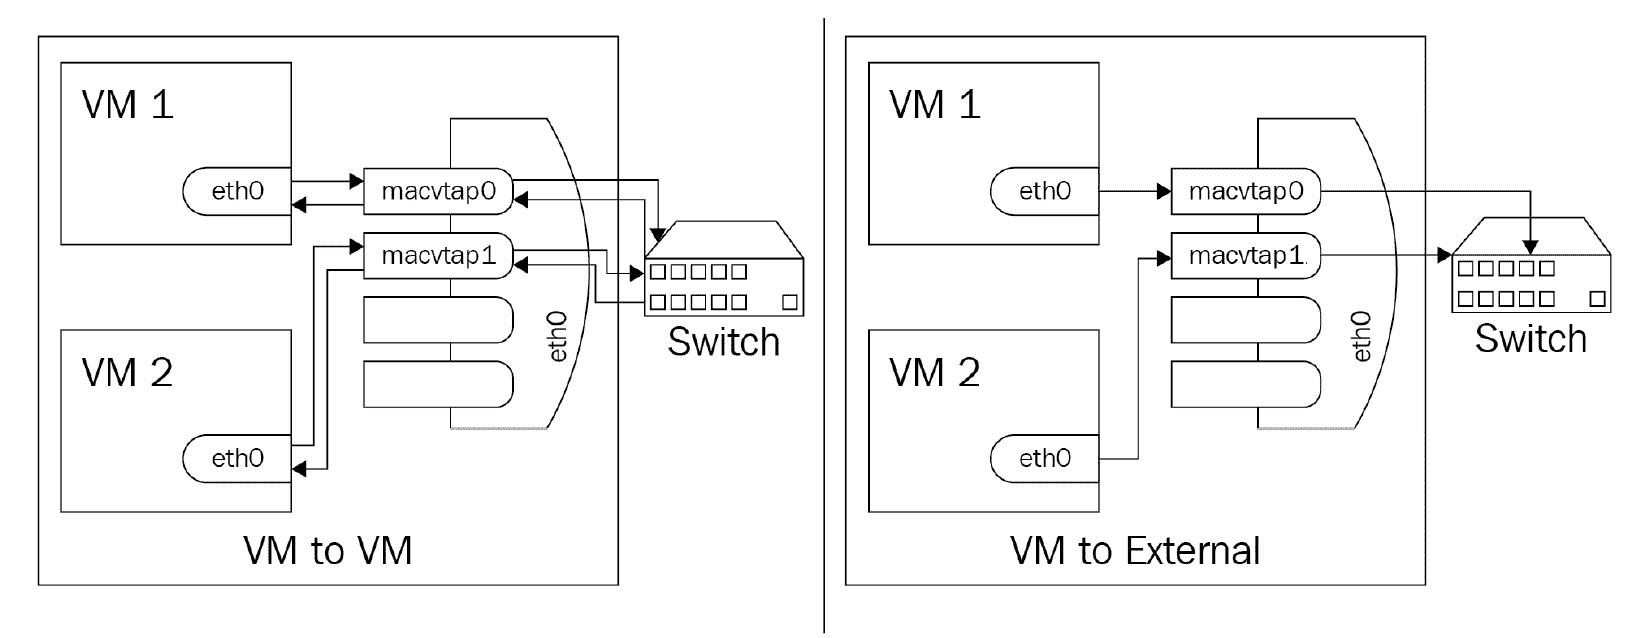 VM 1
eth0
macvtap0
macvtap1
eth0
Switch
VM 2
eth0
VM to VM
VM 1
eth0
macvtap0
macvtap1.
eth0
Switch
VM 2
eth0
VM to External